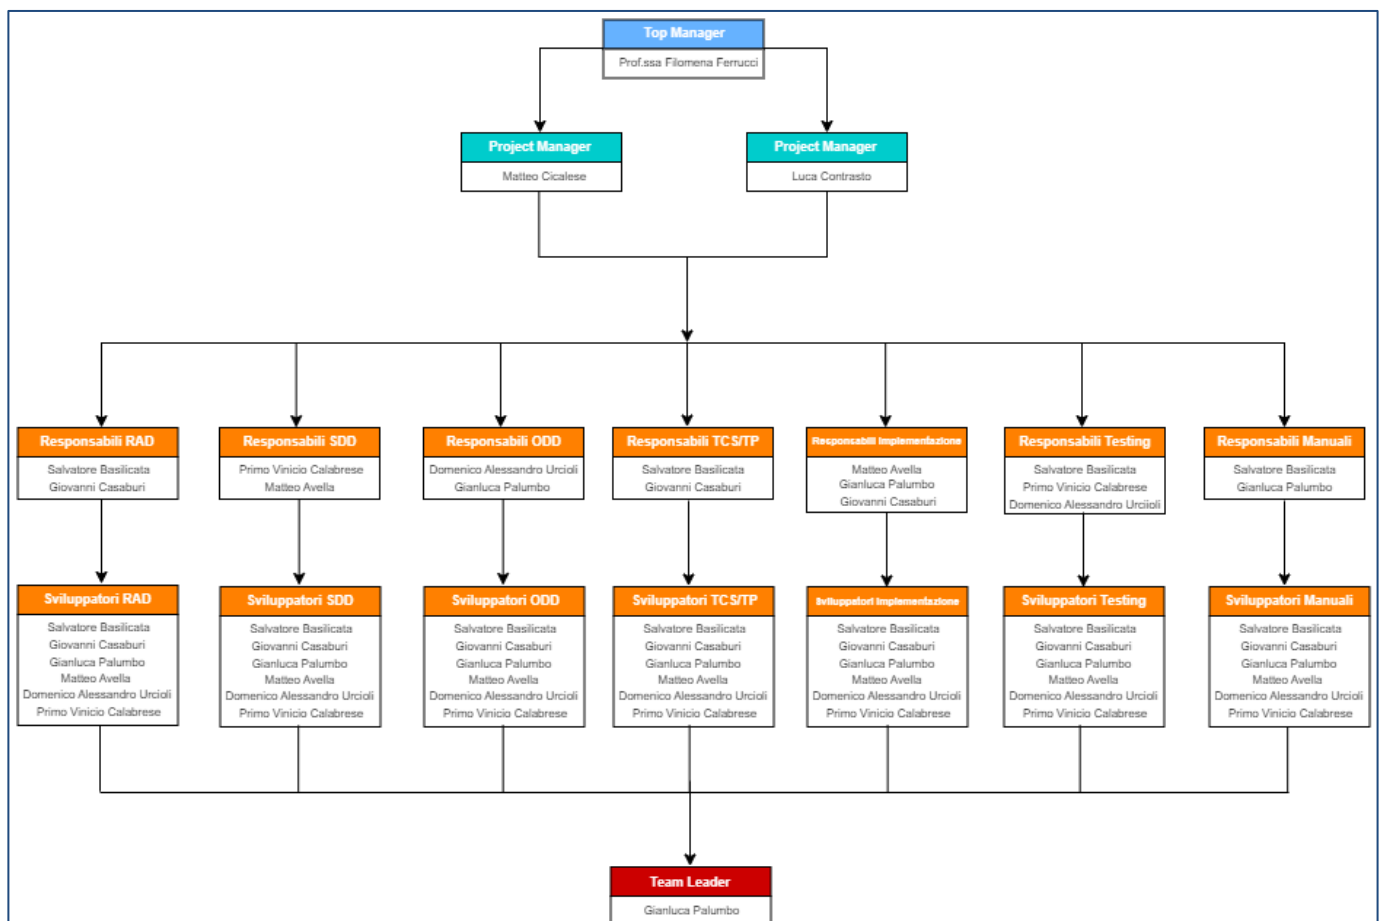 Top Manager
Prof.ssa Filomena Ferrucci
Project Manager
Matteo Cicalese
Project Manager
Luca Contrasto
Responsabili RAD
Salvatore Basilicata
Giovanni Casaburi
Responsabili SDD
Primo Vinicio Calabrese
Matteo Avella
Responsabili ODD
Domenico Alessandro Urcioli
Gianluca Palumbo
Responsabili TCS/TP
Salvatore Basilicata
Giovanni Casaburi
Responsabili Implementazione
Matteo Avella
Gianluca Palumbo
Giovanni Casaburi
Responsabili Testing
Salvatore Basilicata
Primo Vinicio Calabrese
Domenico Alessandro Urciioli
Responsabili Manuali
Salvatore Basilicata
Gianluca Palumbo
Sviluppatori RAD
Salvatore Basilicata
Giovanni Casaburi
Gianluca Palumbo
Matteo Avella
Domenico Alessandro Urcioli
Primo Vinicio Calabrese
Sviluppatori SDD
Salvatore Basilicata
Giovanni Casaburi
Gianluca Palumbo
Matteo Avella
Domenico Alessandro Urcioli
Primo Vinicio Calabrese
Sviluppatori ODD
Salvatore Basilicata
Giovanni Casaburi
Gianluca Palumbo
Matteo Avella
Domenico Alessandro Urcioli
Primo Vinicio Calabrese
Sviluppatori TCS/TP
Salvatore Basilicata
Giovanni Casaburi
Gianluca Palumbo
Matteo Avella
Domenico Alessandro Urcioli
Primo Vinicio Calabrese
Sviluppatori Implementazione
Salvatore Basilicata
Giovanni Casaburi
Gianluca Palumbo
Matteo Avella
Domenico Alessandro Urcioli
Primo Vinicio Calabrese
Sviluppatori Testing
Salvatore Basilicata
Giovanni Casaburi
Gianluca Palumbo
Matteo Avella
Domenico Alessandro Urcioli
Primo Vinicio Calabrese
Sviluppatori Manuali
Salvatore Basilicata
Giovanni Casaburi
Gianluca Palumbo
Matteo Avella
Domenico Alessandro Urcioli
Primo Vinicio Calabrese
Team Leader
Gianluca Palumbo